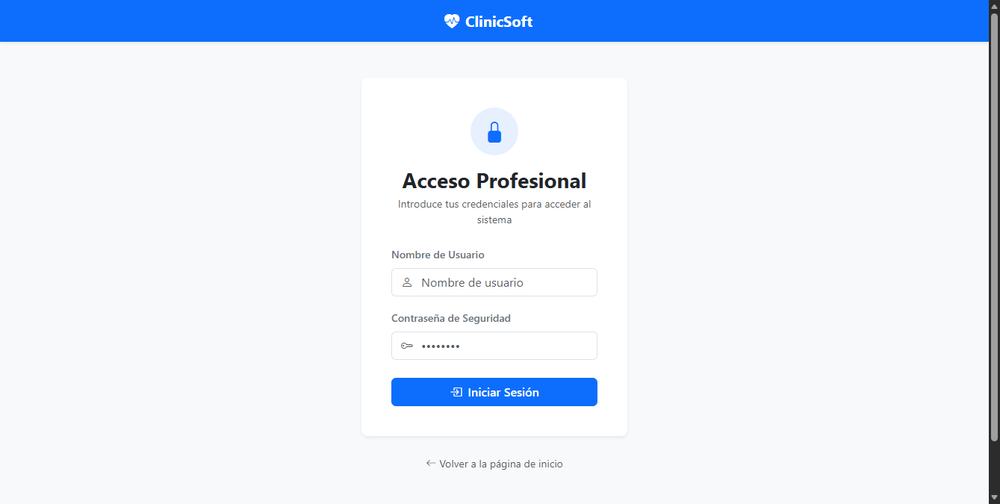 ClinicSoft
Acceso Profesional
Introduce tus credenciales para acceder al
sistema
Nombre de Usuario
Nombre de usuario
Contraseña de Seguridad
••••••••
Iniciar Sesión
← Volver a la página de inicio